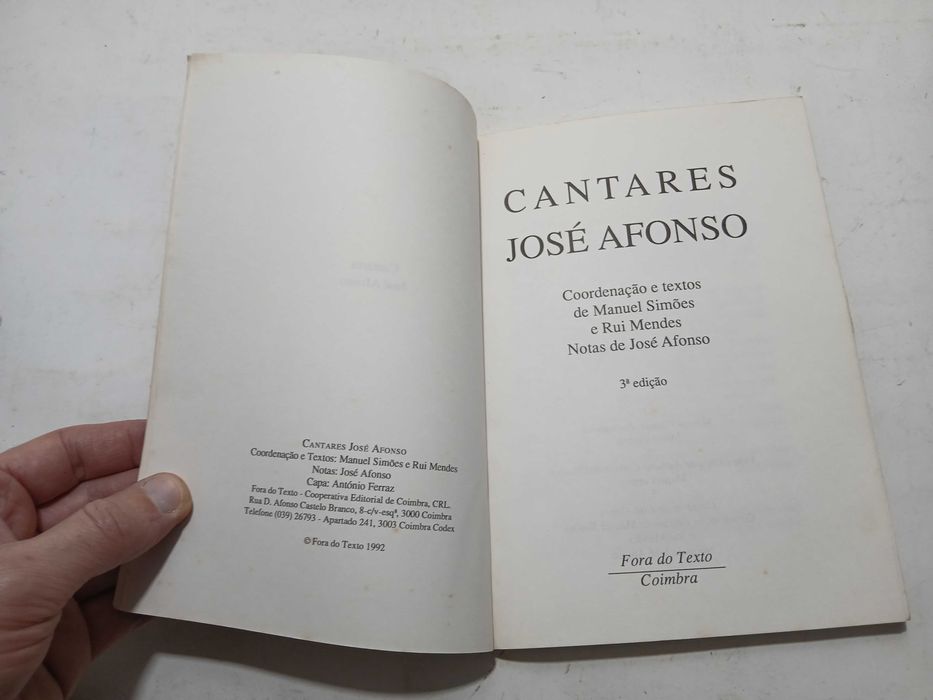 CANTARES JOSÉ AFONSO
Coordenação e Textos: Manuel Simões e Rui Mendes
Notas: José Afonso
Capa: António Ferraz
Fora do Texto - Cooperativa Editorial de Coimbra, CRL.
Rua D. Afonso Castelo Branco, 8-c/v-esqª, 3000 Coimbra
Telefone (039) 26793 - Apartado 241, 3003 Coimbra Codex
© Fora do Texto 1992
CANTARES
JOSÉ AFONSO
Coordenação e textos
de Manuel Simões
e Rui Mendes
Notas de José Afonso
3ª edição
Fora do Texto
Coimbra